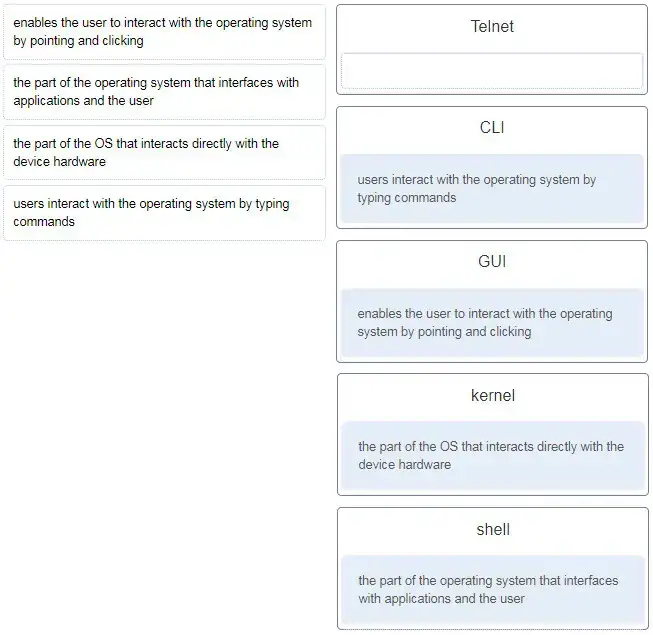 enables the user to interact with the operating system
by pointing and clicking
the part of the operating system that interfaces with
applications and the user
the part of the OS that interacts directly with the
device hardware
users interact with the operating system by typing
commands
Telnet
CLI
users interact with the operating system by
typing commands
GUI
enables the user to interact with the operating
system by pointing and clicking
kernel
the part of the OS that interacts directly with the
device hardware
shell
the part of the operating system that interfaces
with applications and the user